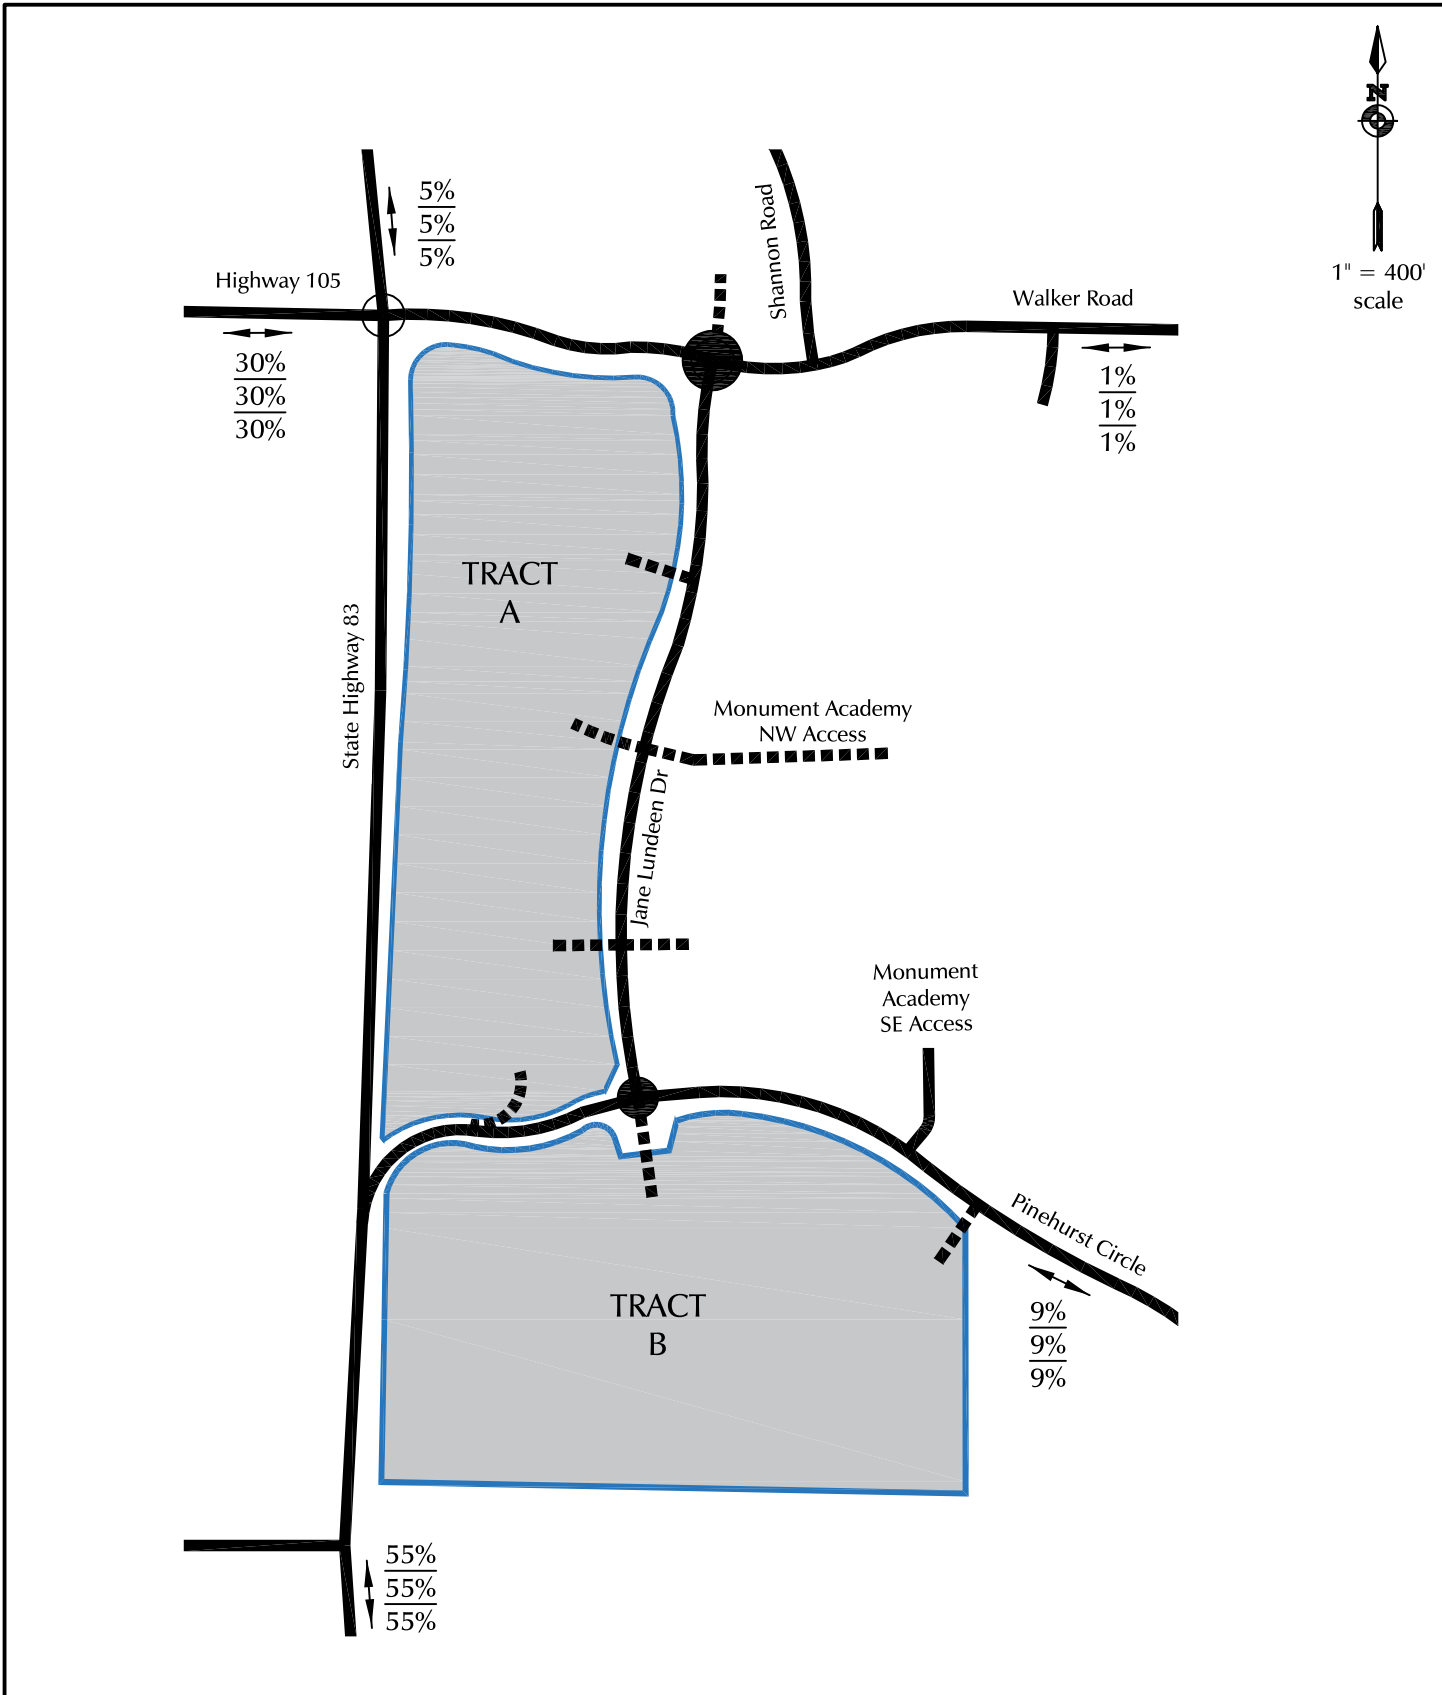 N
1" = 400'
scale
5%
5%
5%
Highway 105
30%
30%
30%
Shannon Road
Walker Road
1%
1%
1%
TRACT
A
State Highway 83
Monument Academy
NW Access
Jane Lundeen Dr
Monument
Academy
SE Access
Pinehurst Circle
9%
9%
9%
TRACT
B
55%
55%
55%